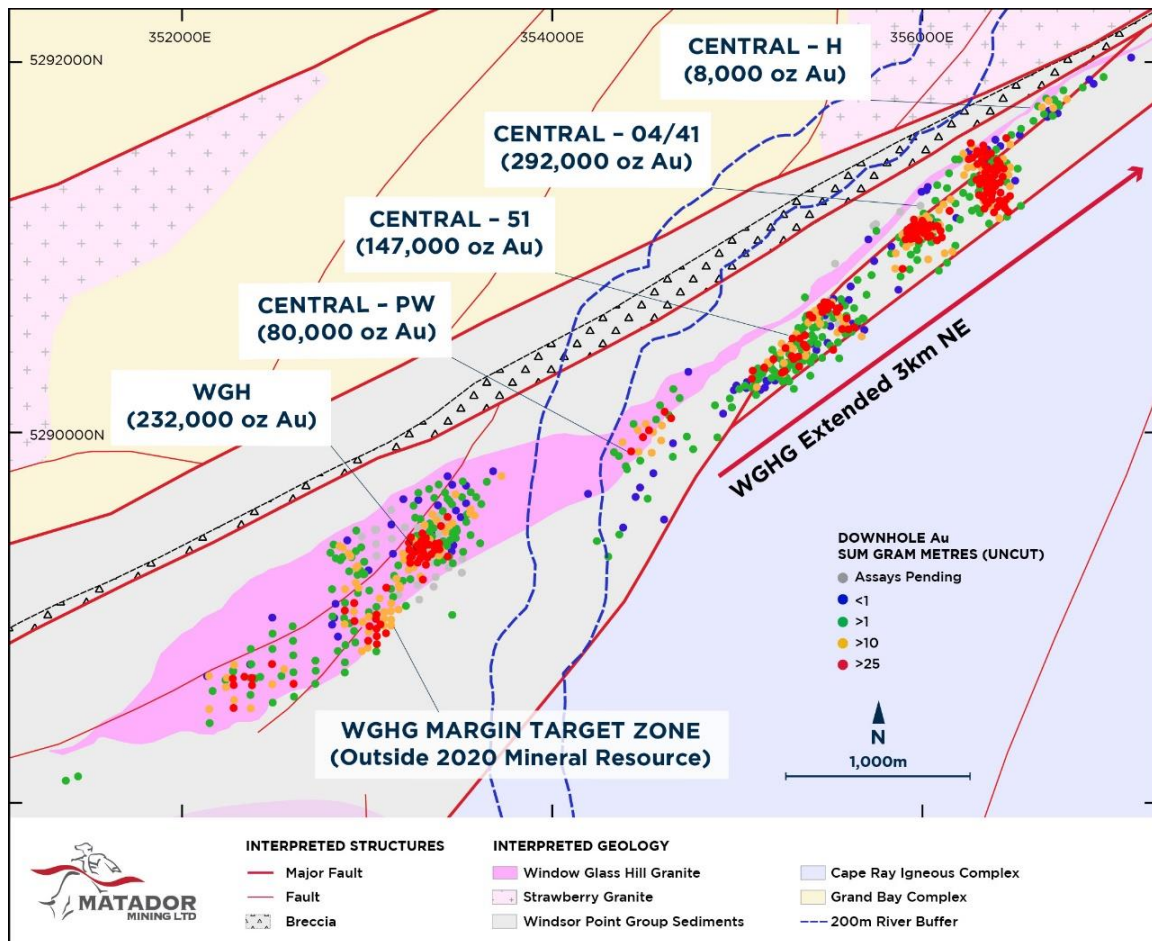 352000E
354000E
356000E
5292000N
5290000N
CENTRAL – H
(8,000 oz Au)
CENTRAL – 04/41
(292,000 oz Au)
CENTRAL – 51
(147,000 oz Au)
CENTRAL – PW
(80,000 oz Au)
WGH
(232,000 oz Au)
WGHG Extended 3km NE
WGHG MARGIN TARGET ZONE
(Outside 2020 Mineral Resource)
DOWNHOLE Au
SUM GRAM METRES (UNCUT)
Assays Pending
<1
>1
>10
>25
N
1,000m
MATADOR
MINING LTD
INTERPRETED STRUCTURES
Major Fault
Fault
Breccia
INTERPRETED GEOLOGY
Window Glass Hill Granite
Strawberry Granite
Windsor Point Group Sediments
Cape Ray Igneous Complex
Grand Bay Complex
200m River Buffer